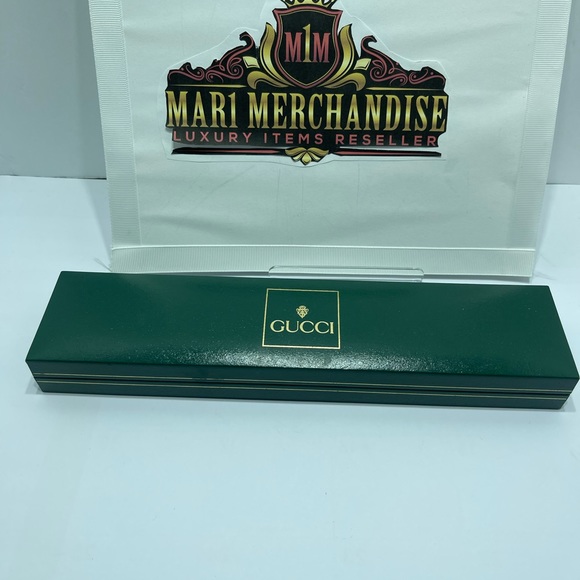 M1M
MAR1 MERCHANDISE
LUXURY ITEMS RESELLER
GUCCI